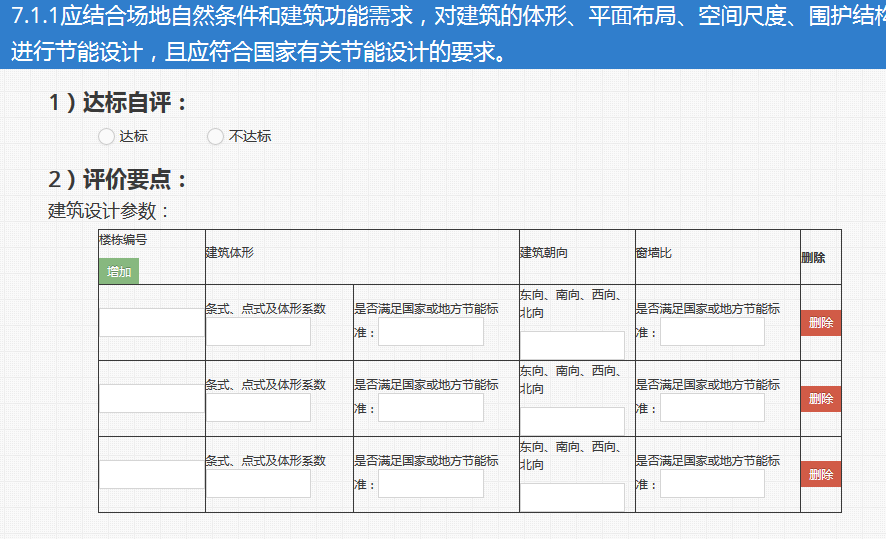 7.1.1应结合场地自然条件和建筑功能需求，对建筑的体形、平面布局、空间尺度、围护结构
进行节能设计，且应符合国家有关节能设计的要求。
1）达标自评：
达标 不达标
2）评价要点：
建筑设计参数：
楼栋编号
增加
建筑体形
建筑朝向
窗墙比
删除
条式、点式及体形系数
是否满足国家或地方节能标
准：
东向、南向、西向、
北向
是否满足国家或地方节能标
准：
删除
条式、点式及体形系数
是否满足国家或地方节能标
准：
东向、南向、西向、
北向
是否满足国家或地方节能标
准：
删除
条式、点式及体形系数
是否满足国家或地方节能标
准：
东向、南向、西向、
北向
是否满足国家或地方节能标
准：
删除